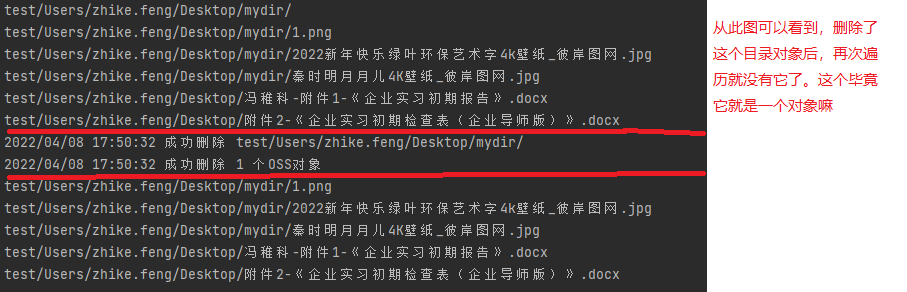 test/Users/zhike.feng/Desktop/mydir/
test/Users/zhike.feng/Desktop/mydir/1.png
test/Users/zhike.feng/Desktop/mydir/2022新年快乐绿叶环保艺术字4k壁纸_彼岸图网.jpg
test/Users/zhike.feng/Desktop/mydir/秦时明月月儿4K壁纸_彼岸图网.jpg
test/Users/zhike.feng/Desktop/mydir/冯稚科-附件1-《企业实习初期报告》.docx
test/Users/zhike.feng/Desktop/mydir/附件2-《企业实习初期检查表（企业导师版）》.docx
2022/04/08 17:50:32 成功删除 test/Users/zhike.feng/Desktop/mydir/
2022/04/08 17:50:32 成功删除 1 个OSS对象
test/Users/zhike.feng/Desktop/mydir/1.png
test/Users/zhike.feng/Desktop/mydir/2022新年快乐绿叶环保艺术字4k壁纸_彼岸图网.jpg
test/Users/zhike.feng/Desktop/mydir/秦时明月月儿4K壁纸_彼岸图网.jpg
test/Users/zhike.feng/Desktop/mydir/冯稚科-附件1-《企业实习初期报告》.docx
test/Users/zhike.feng/Desktop/mydir/附件2-《企业实习初期检查表（企业导师版）》.docx
从此图可以看到，删除了
这个目录对象后，再次遍
历就没有它了。这个毕竟
它就是一个对象嘛